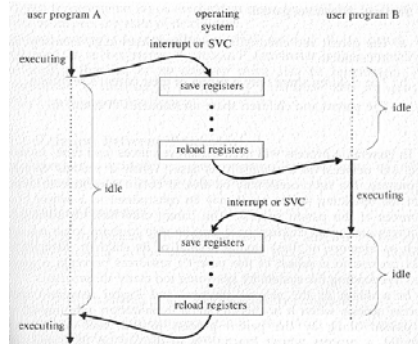 user program A
operating
system
user program B
interrupt or SVC
executing
save registers
idle
reload registers
executing
idle
interrupt or SVC
save registers
idle
reload registers
executing